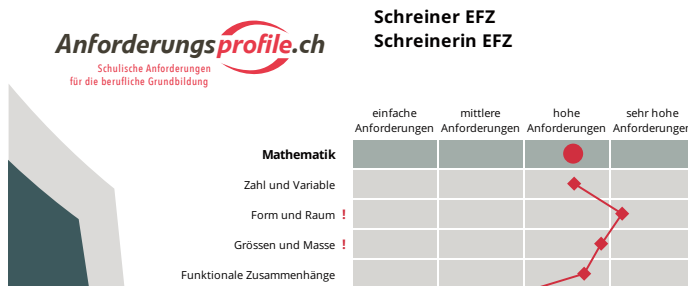 Schreiner EFZ
Schreinerin EFZ
Anforderungsprofile.ch
Schulische Anforderungen
für die berufliche Grundbildung
einfache Anforderungen
mittlere Anforderungen
hohe Anforderungen
sehr hohe Anforderungen
Mathematik
Zahl und Variable
Form und Raum !
Grössen und Masse !
Funktionale Zusammenhänge